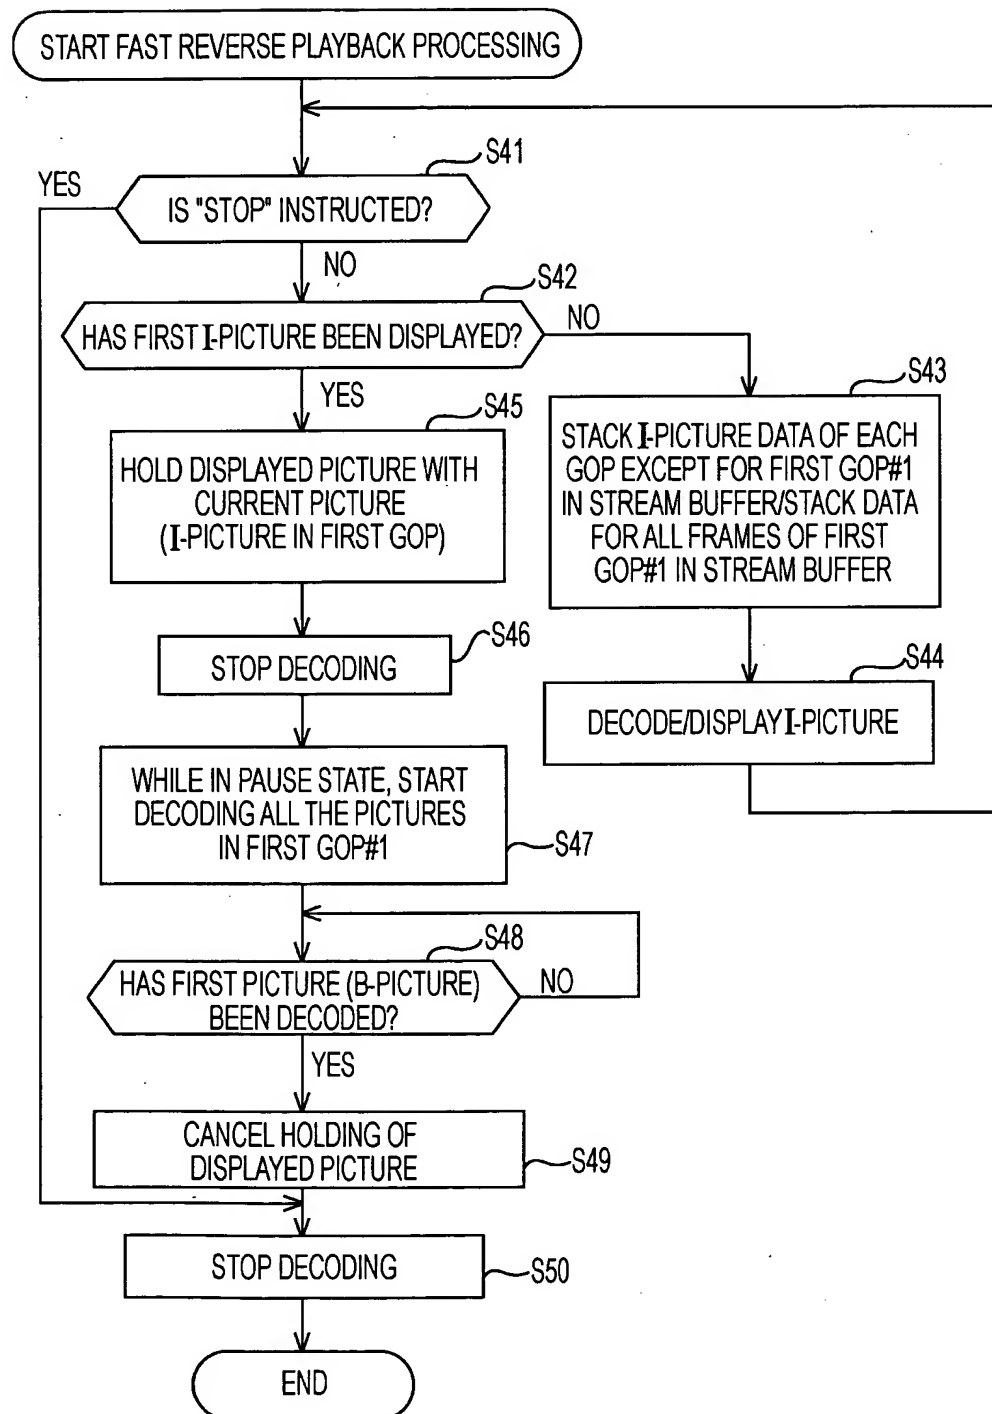 START FAST REVERSE PLAYBACK PROCESSING
S41
YES
IS "STOP" INSTRUCTED?
NO
S42
HAS FIRST I-PICTURE BEEN DISPLAYED?
NO
YES
S43
STACK I-PICTURE DATA OF EACH
GOP EXCEPT FOR FIRST GOP#1
IN STREAM BUFFER/STACK DATA
FOR ALL FRAMES OF FIRST
GOP#1 IN STREAM BUFFER
S45
HOLD DISPLAYED PICTURE WITH
CURRENT PICTURE
(I-PICTURE IN FIRST GOP)
S44
DECODE/DISPLAY I-PICTURE
S46
STOP DECODING
WHILE IN PAUSE STATE, START
DECODING ALL THE PICTURES
IN FIRST GOP#1
S47
S48
HAS FIRST PICTURE (B-PICTURE)
BEEN DECODED?
NO
YES
CANCEL HOLDING OF
DISPLAYED PICTURE
S49
STOP DECODING
S50
END